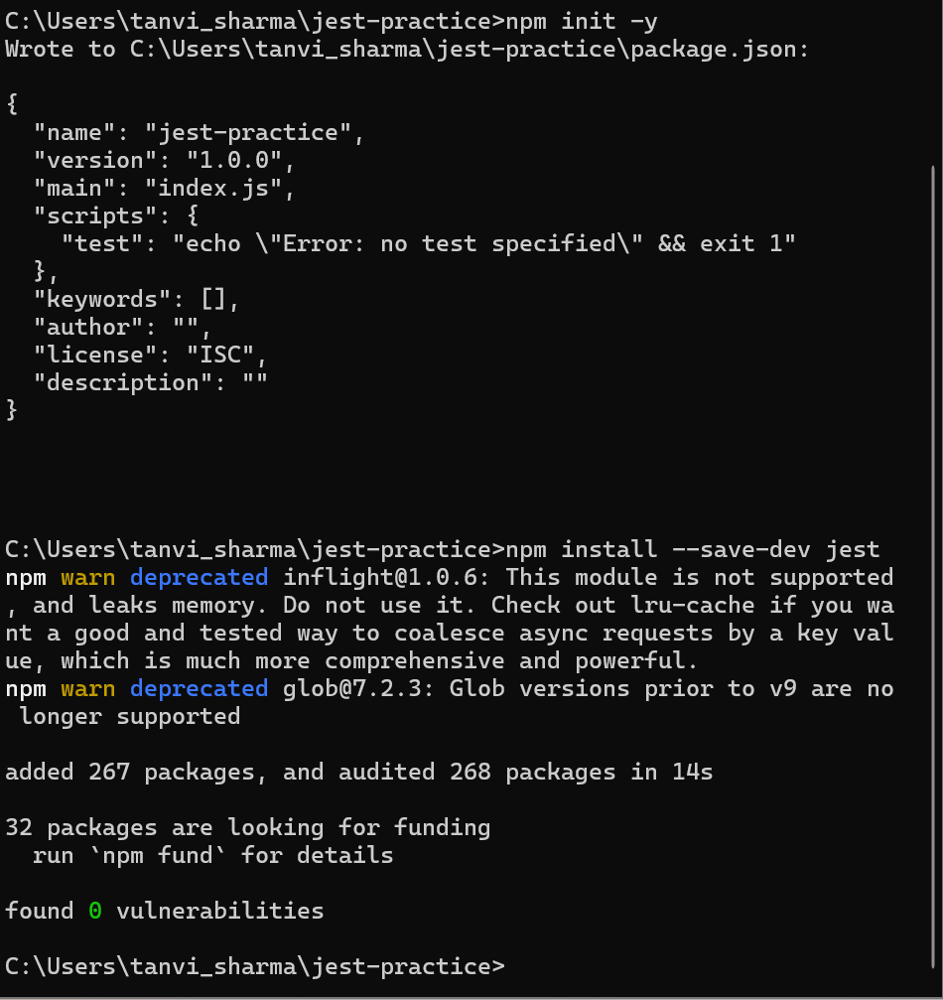 C:\Users\tanvi_sharma\jest-practice>npm init -y
Wrote to C:\Users\tanvi_sharma\jest-practice\package.json:
{
  "name": "jest-practice",
  "version": "1.0.0",
  "main": "index.js",
  "scripts": {
    "test": "echo \"Error: no test specified\" && exit 1"
  },
  "keywords": [],
  "author": "",
  "license": "ISC",
  "description": ""
}
C:\Users\tanvi_sharma\jest-practice>npm install --save-dev jest
npm warn deprecated inflight@1.0.6: This module is not supported
, and leaks memory. Do not use it. Check out lru-cache if you wa
nt a good and tested way to coalesce async requests by a key val
ue, which is much more comprehensive and powerful.
npm warn deprecated glob@7.2.3: Glob versions prior to v9 are no
 longer supported
added 267 packages, and audited 268 packages in 14s
32 packages are looking for funding
  run `npm fund` for details
found 0 vulnerabilities
C:\Users\tanvi_sharma\jest-practice>